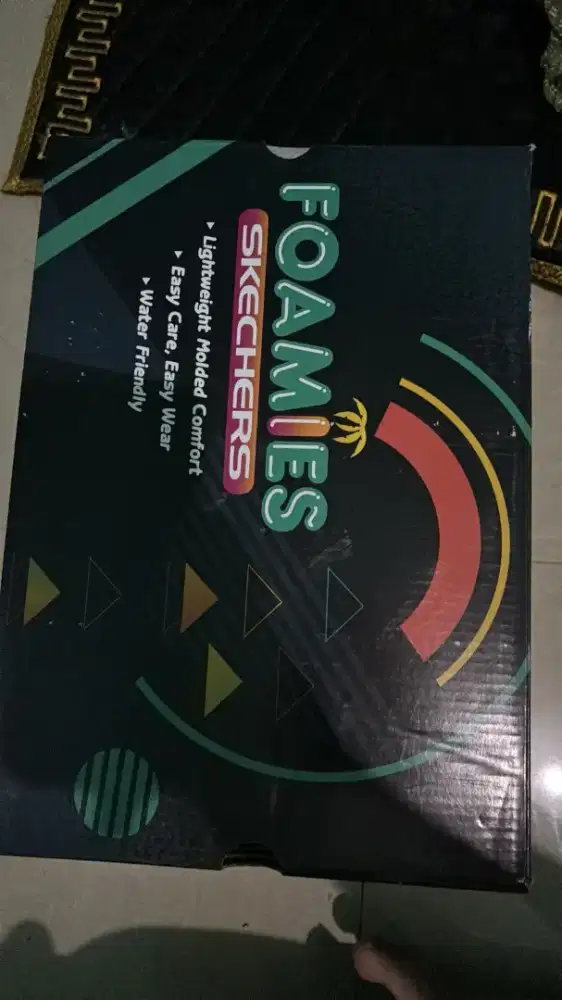 FOAMIES
SKECHERS
Lightweight Molded Comfort
Easy Care, Easy Wear
Water Friendly